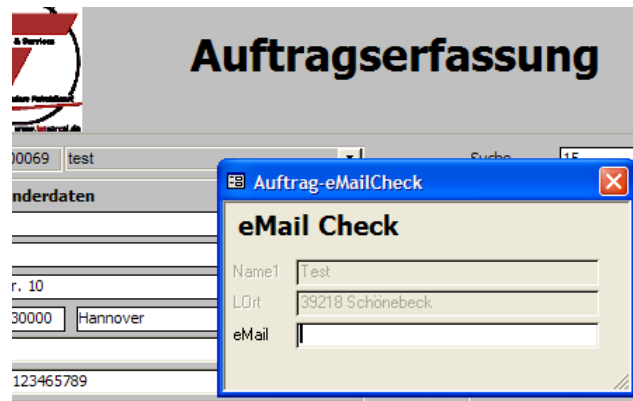 & Services
Auftragserfassung
00069 test
Suche 15
nderdaten
Auftrag-eMailCheck
eMail Check
Name1 Test
LOrt 39218 Schönebeck
eMail
r. 10
30000 Hannover
123465789